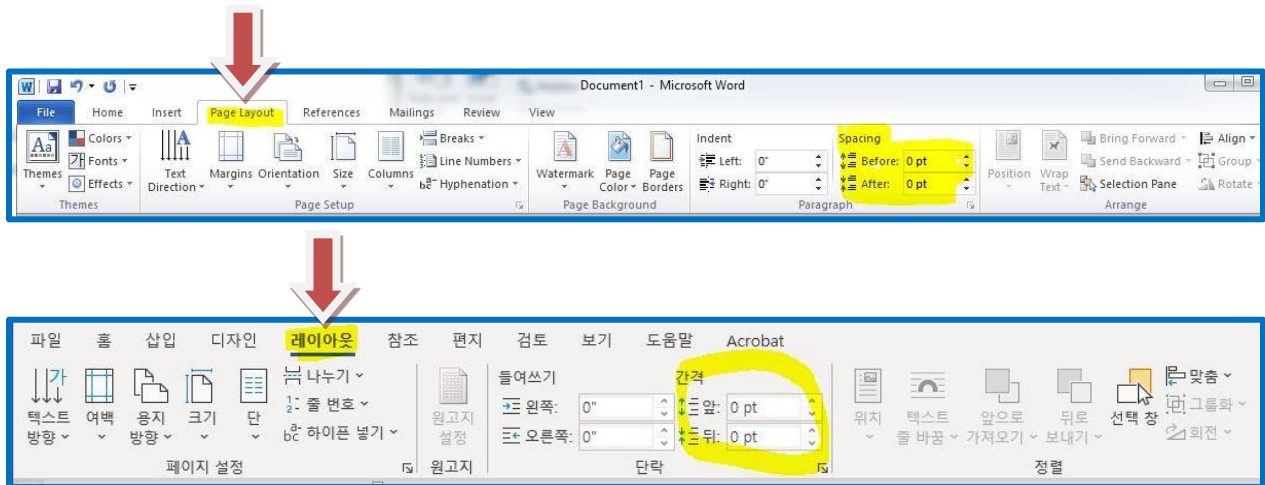 Document1 - Microsoft Word
File Home Insert Page Layout References Mailings Review View
Colors Breaks Indent Spacing Bring Forward Align
Fonts Line Numbers Left: 0" Before: 0 pt Send Backward Group
Themes Effects Text Direction Margins Orientation Size Columns Hyphenation Watermark Page Color Page Borders Right: 0" After: 0 pt Position Wrap Text Selection Pane Rotate
Themes Page Setup Page Background Paragraph Arrange
파일 홈 삽입 디자인 레이아웃 참조 편지 검토 보기 도움말 Acrobat
나누기 들여쓰기 간격 맞춤
줄 번호 왼쪽: 0" 앞: 0 pt 그룹화
텍스트 방향 여백 용지 방향 크기 단 하이픈 넣기 원고지 설정 오른쪽: 0" 뒤: 0 pt 위치 텍스트 줄 바꿈 앞으로 가져오기 뒤로 보내기 선택 창 회전
페이지 설정 원고지 단락 정렬